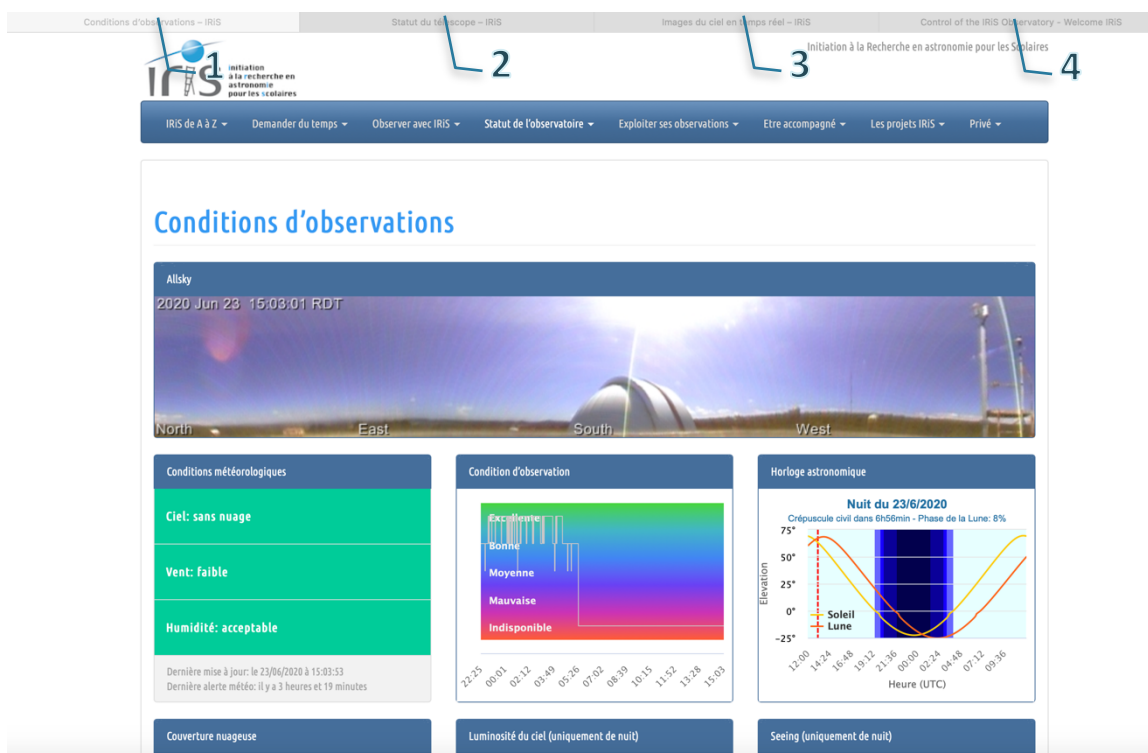 Conditions d'observations – IRiS
Statut du télescope – IRiS
Images du ciel en temps réel – IRiS
Control of the IRiS Observatory - Welcome IRiS
1
2
3
4
IRiS
initiation
à la recherche en
astronomie
pour les scolaires
Initiation à la Recherche en astronomie pour les Scolaires
IRiS de A à Z
Demander du temps
Observer avec IRiS
Statut de l'observatoire
Exploiter ses observations
Etre accompagné
Les projets IRiS
Privé
Conditions d'observations
Allsky
2020 Jun 23 15:03:01 RDT
North
East
South
West
Conditions météorologiques
Ciel: sans nuage
Vent: faible
Humidité: acceptable
Dernière mise à jour: le 23/06/2020 à 15:03:53
Dernière alerte météo: il y a 3 heures et 19 minutes
Condition d'observation
Excellente
Bonne
Moyenne
Mauvaise
Indisponible
22:25 00:01 02:12 03:49 05:26 07:02 08:39 10:15 11:52 13:28 15:03
Horloge astronomique
Nuit du 23/6/2020
Crépuscule civil dans 6h56min - Phase de la Lune: 8%
Elevation
75°
50°
25°
0°
-25°
Soleil
Lune
12:00 14:24 16:48 19:12 21:36 00:00 02:24 04:48 07:12 09:36
Heure (UTC)
Couverture nuageuse
Luminosité du ciel (uniquement de nuit)
Seeing (uniquement de nuit)